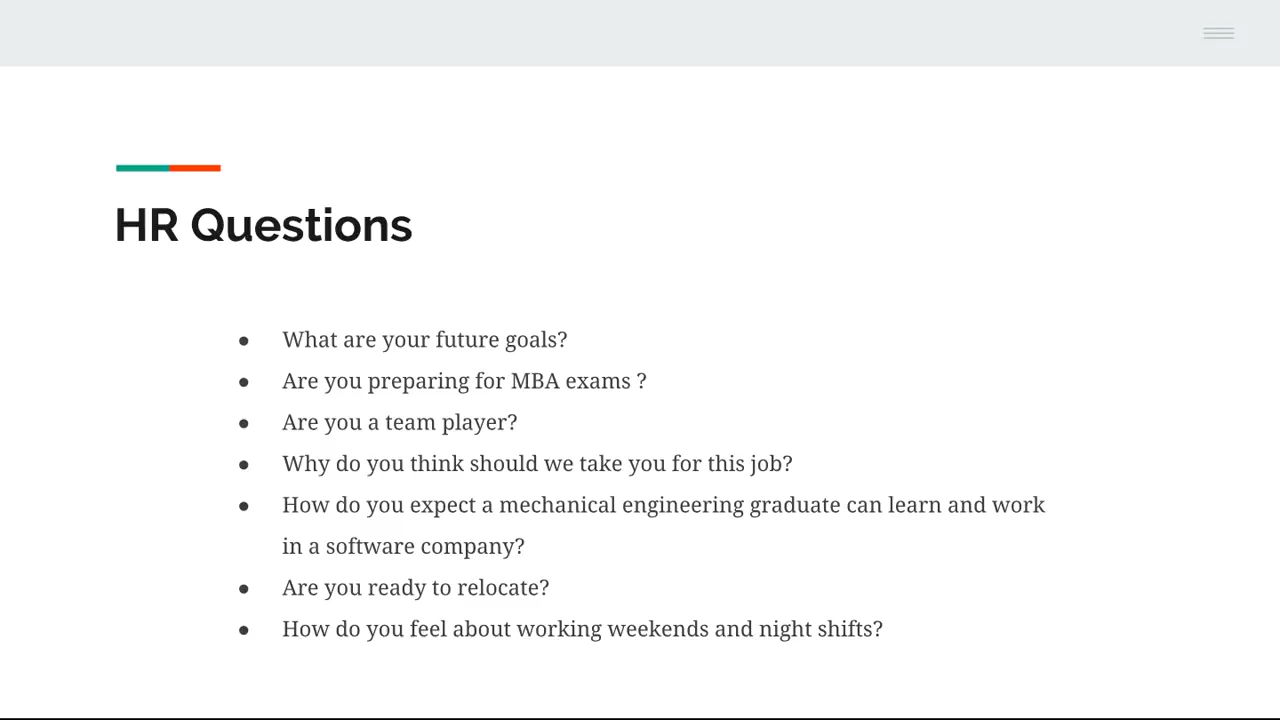 HR Questions
● What are your future goals?
● Are you preparing for MBA exams ?
● Are you a team player?
● Why do you think should we take you for this job?
● How do you expect a mechanical engineering graduate can learn and work
in a software company?
● Are you ready to relocate?
● How do you feel about working weekends and night shifts?